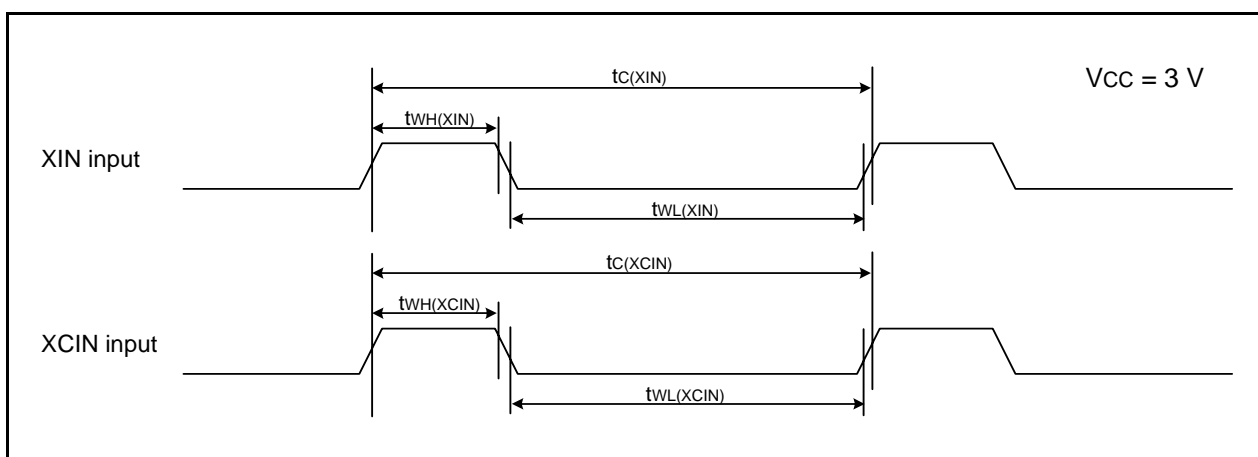 tC(XIN)
VCC = 3 V
tWH(XIN)
XIN input
tWL(XIN)
tC(XCIN)
tWH(XCIN)
XCIN input
tWL(XCIN)